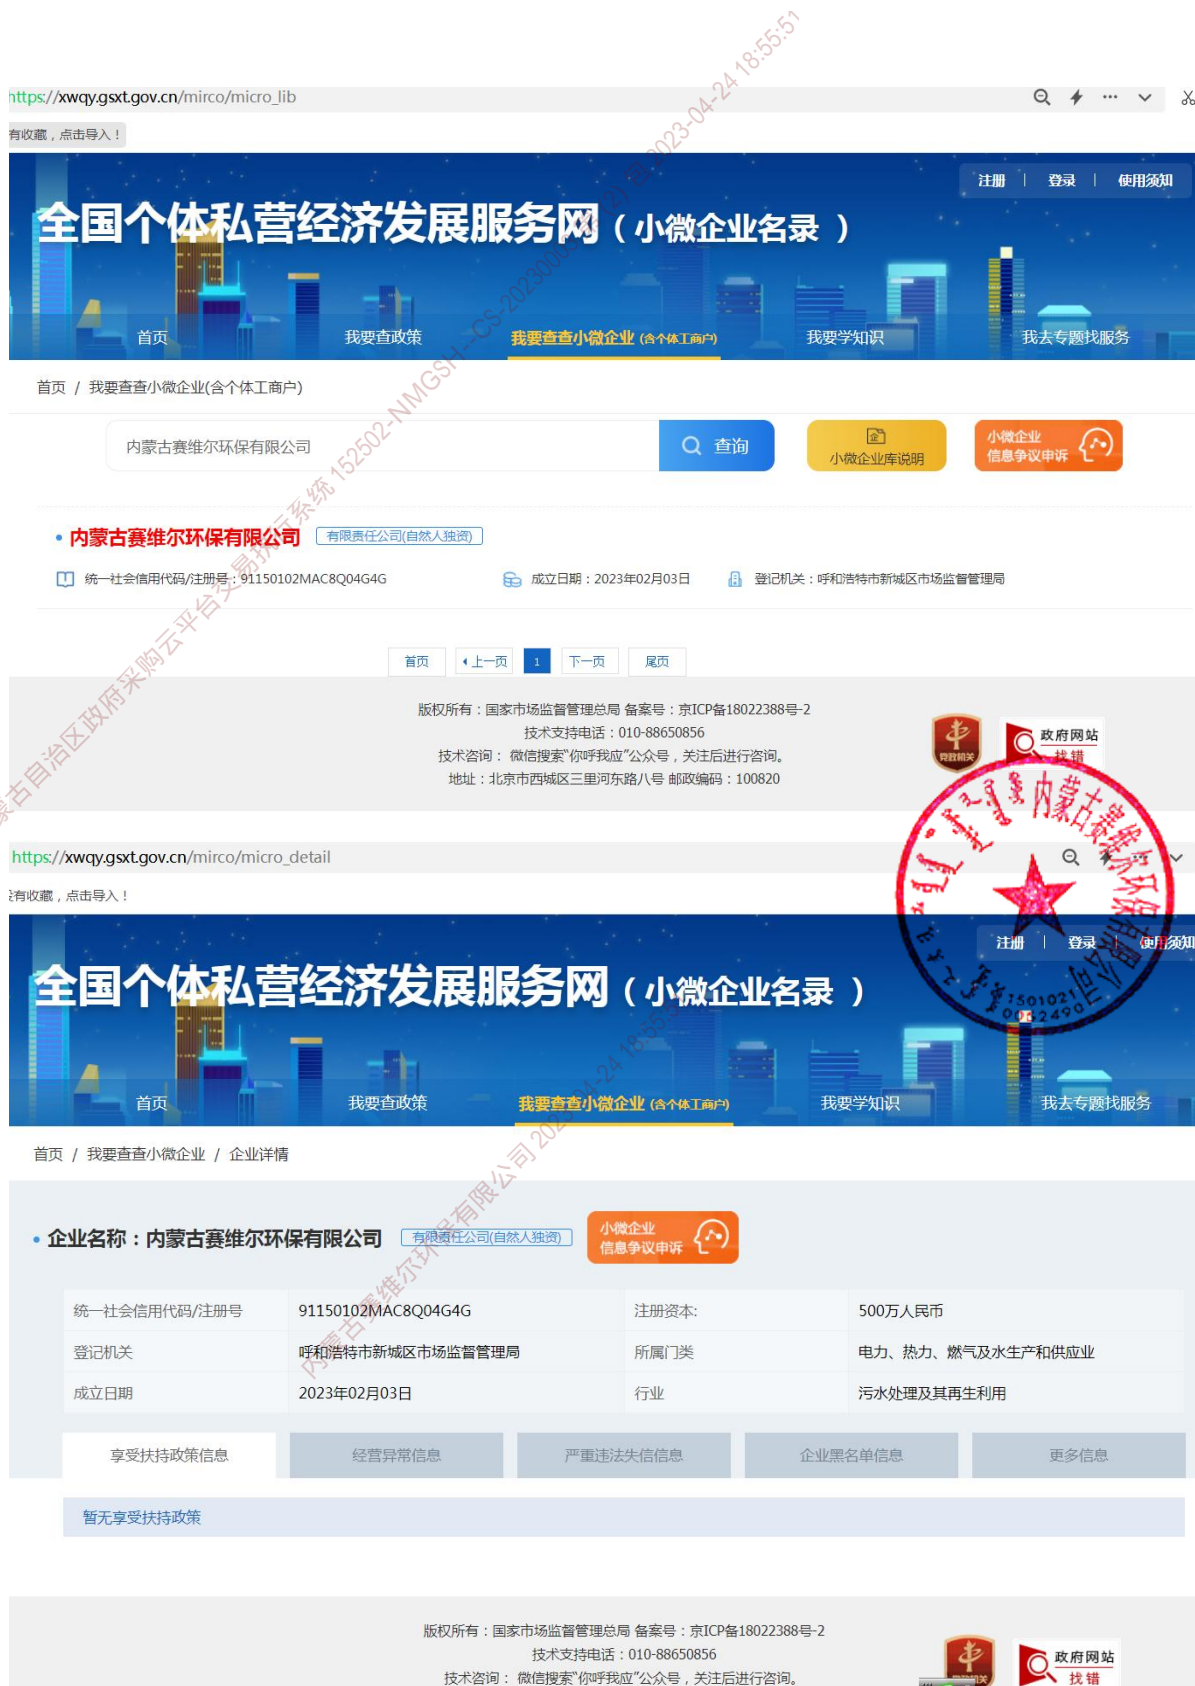 https://xwqy.gsxt.gov.cn/mirco/micro_lib
有收藏，点击导入！
注册 | 登录 | 使用须知
全国个体私营经济发展服务网（小微企业名录 ）
首页 我要查政策 我要查查小微企业 (含个体工商户) 我要学知识 我去专题找服务
首页 / 我要查查小微企业(含个体工商户)
内蒙古赛维尔环保有限公司 查询 小微企业库说明 小微企业信息争议申诉
内蒙古赛维尔环保有限公司 有限责任公司(自然人独资)
统一社会信用代码/注册号：91150102MAC8Q04G4G 成立日期：2023年02月03日 登记机关：呼和浩特市新城区市场监督管理局
首页 上一页 1 下一页 尾页
版权所有：国家市场监督管理总局 备案号：京ICP备18022388号-2
技术支持电话：010-88650856
技术咨询： 微信搜索“你呼我应”公众号，关注后进行咨询。
地址：北京市西城区三里河东路八号 邮政编码：100820
党政机关 政府网站
找错
内蒙古赛维尔环保有限公司
https://xwqy.gsxt.gov.cn/mirco/micro_detail
有收藏，点击导入！
注册 | 登录 | 使用须知
全国个体私营经济发展服务网（小微企业名录 ）
首页 我要查政策 我要查查小微企业 (含个体工商户) 我要学知识 我去专题找服务
首页 / 我要查查小微企业 / 企业详情
企业名称：内蒙古赛维尔环保有限公司 有限责任公司(自然人独资) 小微企业信息争议申诉
统一社会信用代码/注册号 91150102MAC8Q04G4G 注册资本: 500万人民币
登记机关 呼和浩特市新城区市场监督管理局 所属门类 电力、热力、燃气及水生产和供应业
成立日期 2023年02月03日 行业 污水处理及其再生利用
享受扶持政策信息 经营异常信息 严重违法失信信息 企业黑名单信息 更多信息
暂无享受扶持政策
版权所有：国家市场监督管理总局 备案号：京ICP备18022388号-2
技术支持电话：010-88650856
技术咨询： 微信搜索“你呼我应”公众号，关注后进行咨询。
政府网站
找错